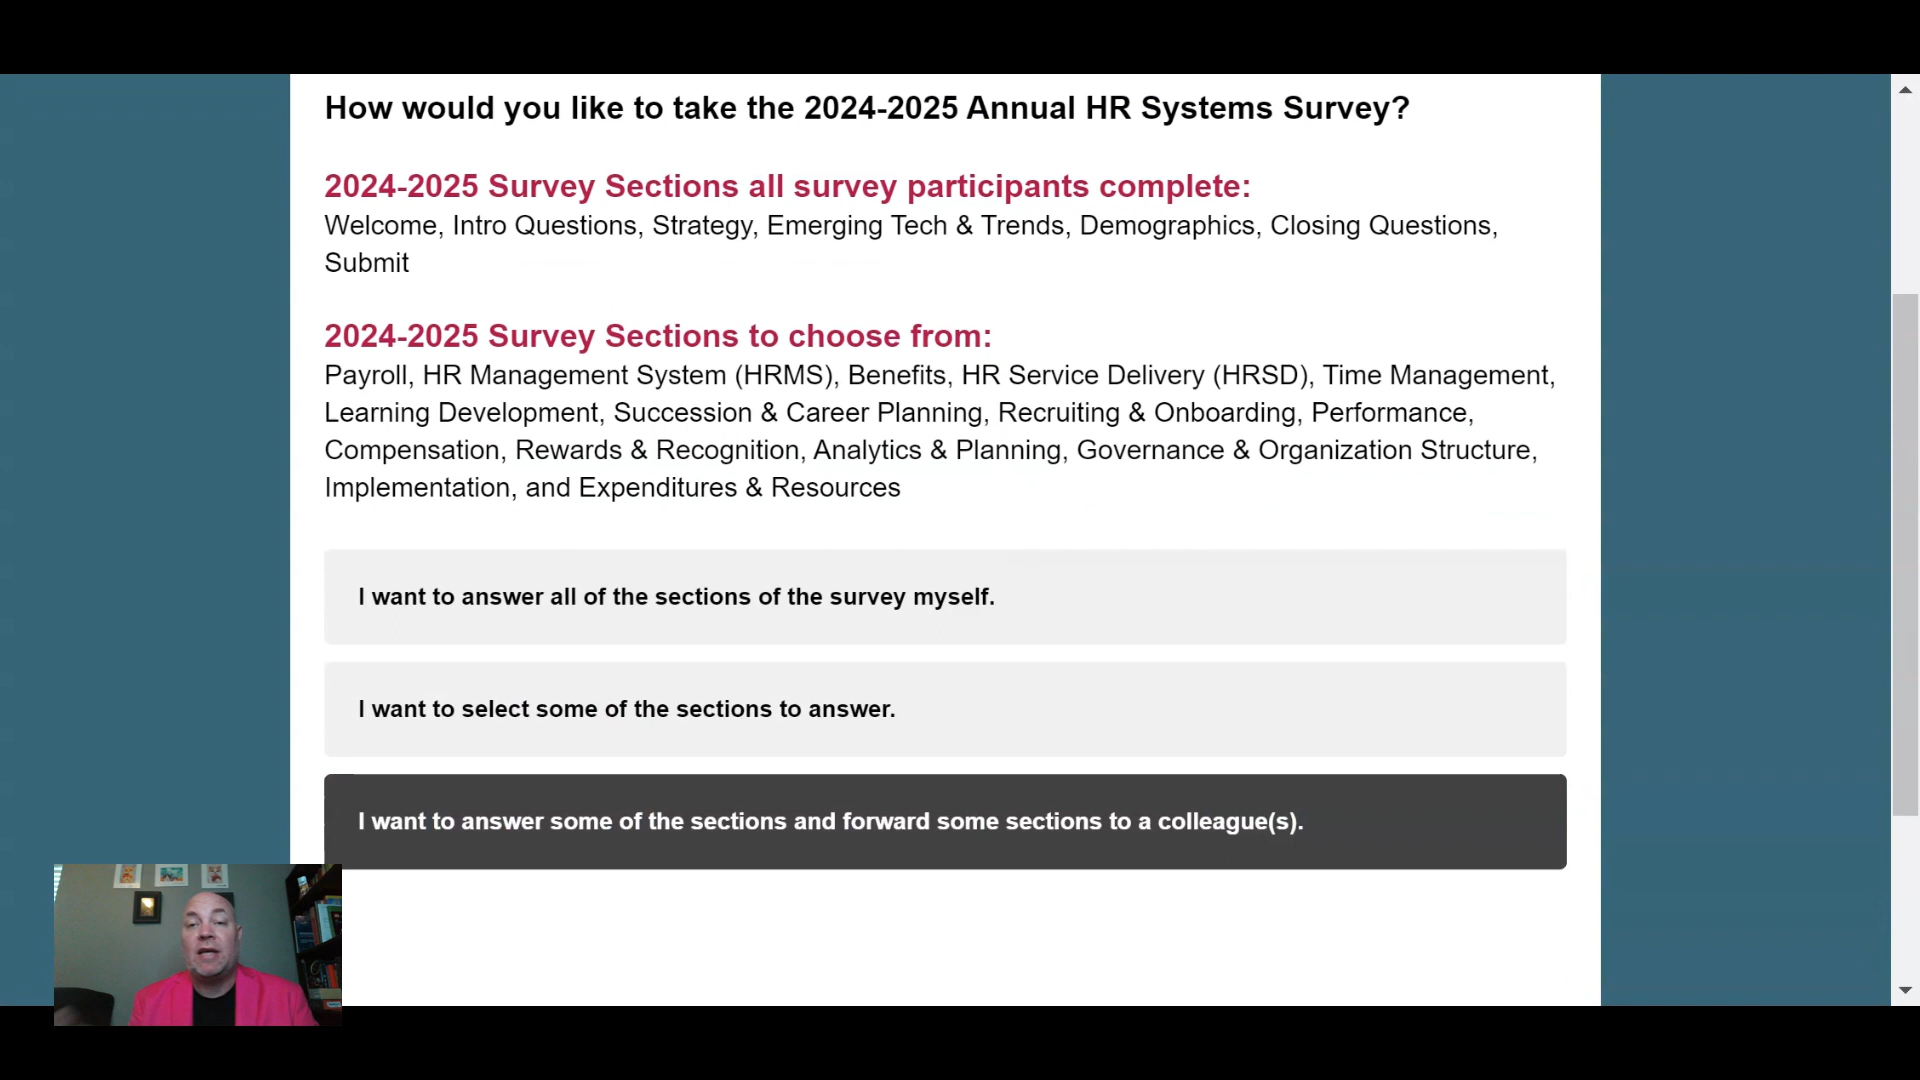 How would you like to take the 2024-2025 Annual HR Systems Survey?
2024-2025 Survey Sections all survey participants complete:
Welcome, Intro Questions, Strategy, Emerging Tech & Trends, Demographics, Closing Questions,
Submit
2024-2025 Survey Sections to choose from:
Payroll, HR Management System (HRMS), Benefits, HR Service Delivery (HRSD), Time Management,
Learning Development, Succession & Career Planning, Recruiting & Onboarding, Performance,
Compensation, Rewards & Recognition, Analytics & Planning, Governance & Organization Structure,
Implementation, and Expenditures & Resources
I want to answer all of the sections of the survey myself.
I want to select some of the sections to answer.
I want to answer some of the sections and forward some sections to a colleague(s).